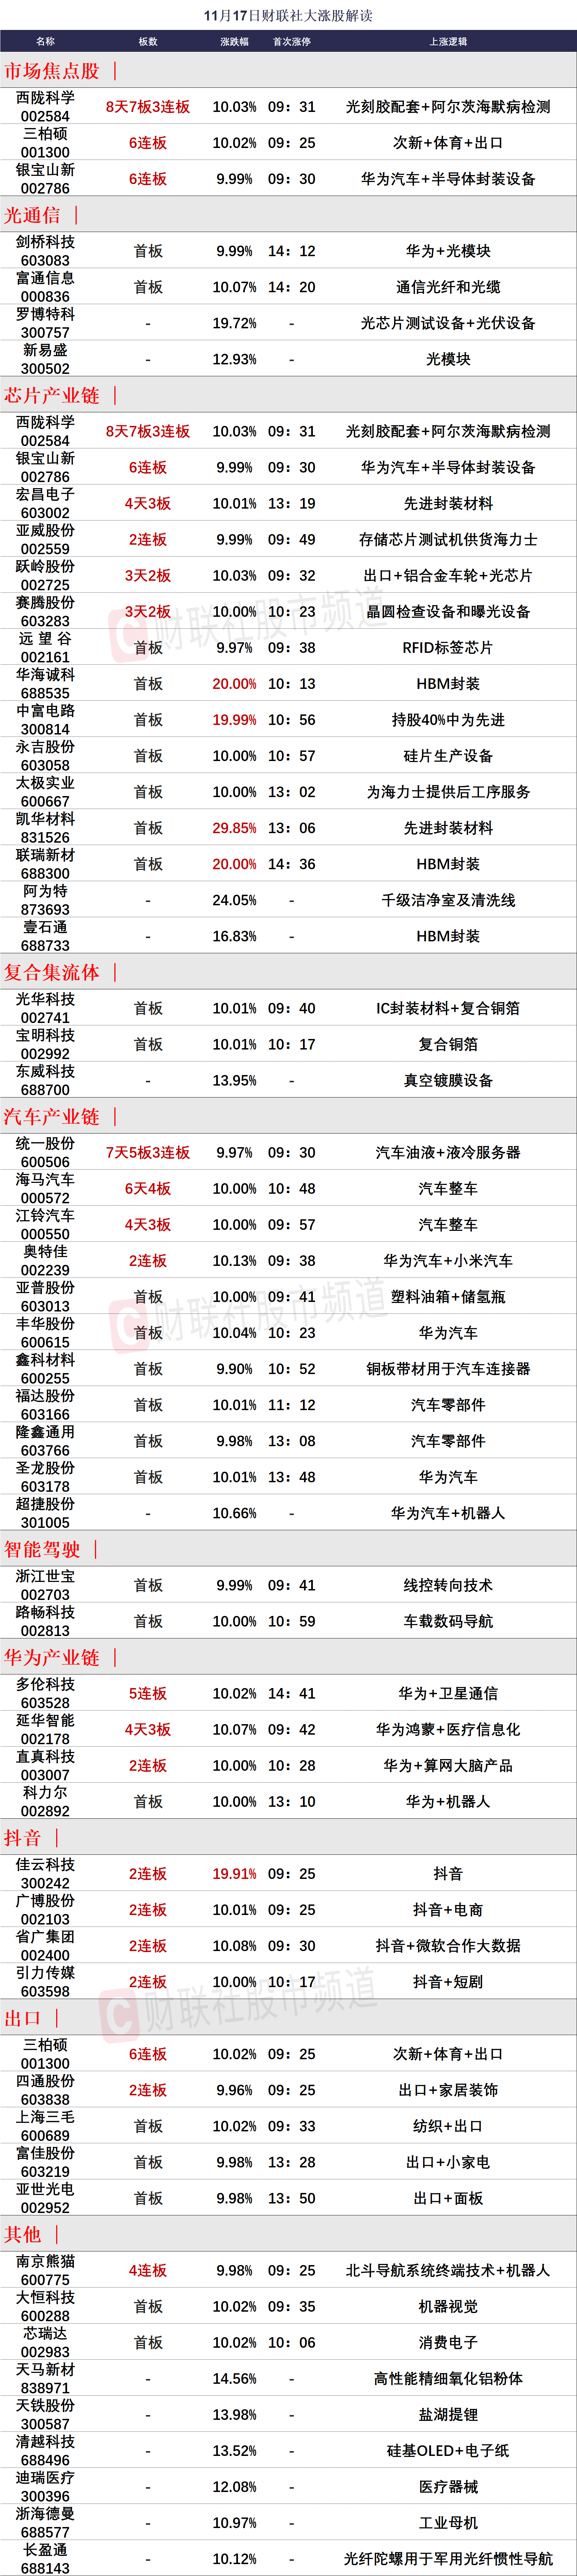 11月17日财联社大涨股解读
名称 板数 涨跌幅 首次涨停 上涨逻辑
市场焦点股 |
西陇科学 002584 8天7板3连板 10.03% 09：31 光刻胶配套+阿尔茨海默病检测
三柏硕 001300 6连板 10.02% 09：25 次新+体育+出口
银宝山新 002786 6连板 9.99% 09：30 华为汽车+半导体封装设备
光通信 |
剑桥科技 603083 首板 9.99% 14：12 华为+光模块
富通信息 000836 首板 10.07% 14：20 通信光纤和光缆
罗博特科 300757 - 19.72% - 光芯片测试设备+光伏设备
新易盛 300502 - 12.93% - 光模块
芯片产业链 |
西陇科学 002584 8天7板3连板 10.03% 09：31 光刻胶配套+阿尔茨海默病检测
银宝山新 002786 6连板 9.99% 09：30 华为汽车+半导体封装设备
宏昌电子 603002 4天3板 10.01% 13：19 先进封装材料
亚威股份 002559 2连板 9.99% 09：49 存储芯片测试机供货海力士
跃岭股份 002725 3天2板 10.03% 09：32 出口+铝合金车轮+光芯片
赛腾股份 603283 3天2板 10.00% 10：23 晶圆检查设备和曝光设备
远 望 谷 002161 首板 9.97% 09：38 RFID标签芯片
华海诚科 688535 首板 20.00% 10：13 HBM封装
中富电路 300814 首板 19.99% 10：56 持股40%中为先进
永吉股份 603058 首板 10.00% 10：57 硅片生产设备
太极实业 600667 首板 10.00% 13：02 为海力士提供后工序服务
凯华材料 831526 首板 29.85% 13：06 先进封装材料
联瑞新材 688300 首板 20.00% 14：36 HBM封装
阿为特 873693 - 24.05% - 千级洁净室及清洗线
壹石通 688733 - 16.83% - HBM封装
复合集流体 |
光华科技 002741 首板 10.01% 09：40 IC封装材料+复合铜箔
宝明科技 002992 首板 10.01% 10：17 复合铜箔
东威科技 688700 - 13.95% - 真空镀膜设备
汽车产业链 |
统一股份 600506 7天5板3连板 9.97% 09：30 汽车油液+液冷服务器
海马汽车 000572 6天4板 10.00% 10：48 汽车整车
江铃汽车 000550 4天3板 10.00% 09：57 汽车整车
奥特佳 002239 2连板 10.13% 09：38 华为汽车+小米汽车
亚普股份 603013 首板 10.00% 09：41 塑料油箱+储氢瓶
丰华股份 600615 首板 10.04% 10：23 华为汽车
鑫科材料 600255 首板 9.90% 10：52 铜板带材用于汽车连接器
福达股份 603166 首板 10.01% 11：12 汽车零部件
隆鑫通用 603766 首板 9.98% 13：08 汽车零部件
圣龙股份 603178 首板 10.01% 13：48 华为汽车
超捷股份 301005 - 10.66% - 华为汽车+机器人
智能驾驶 |
浙江世宝 002703 首板 9.99% 09：41 线控转向技术
路畅科技 002813 首板 10.00% 10：59 车载数码导航
华为产业链 |
多伦科技 603528 5连板 10.02% 14：41 华为+卫星通信
延华智能 002178 4天3板 10.07% 09：42 华为鸿蒙+医疗信息化
直真科技 003007 2连板 10.00% 10：28 华为+算网大脑产品
科力尔 002892 首板 10.00% 13：10 华为+机器人
抖音 |
佳云科技 300242 2连板 19.91% 09：25 抖音
广博股份 002103 2连板 10.01% 09：25 抖音+电商
省广集团 002400 2连板 10.08% 09：30 抖音+微软合作大数据
引力传媒 603598 2连板 10.00% 10：17 抖音+短剧
出口 |
三柏硕 001300 6连板 10.02% 09：25 次新+体育+出口
四通股份 603838 2连板 9.96% 09：25 出口+家居装饰
上海三毛 600689 首板 10.02% 09：33 纺织+出口
富佳股份 603219 首板 9.98% 13：28 出口+小家电
亚世光电 002952 首板 9.98% 13：50 出口+面板
其他 |
南京熊猫 600775 4连板 9.98% 09：25 北斗导航系统终端技术+机器人
大恒科技 600288 首板 10.02% 09：35 机器视觉
芯瑞达 002983 首板 10.02% 10：06 消费电子
天马新材 838971 - 14.56% - 高性能精细氧化铝粉体
天铁股份 300587 - 13.98% - 盐湖提锂
清越科技 688496 - 13.52% - 硅基OLED+电子纸
迪瑞医疗 300396 - 12.08% - 医疗器械
浙海德曼 688577 - 10.97% - 工业母机
长盈通 688143 - 10.12% - 光纤陀螺用于军用光纤惯性导航
财联社股市频道
财联社股市频道
财联社股市频道